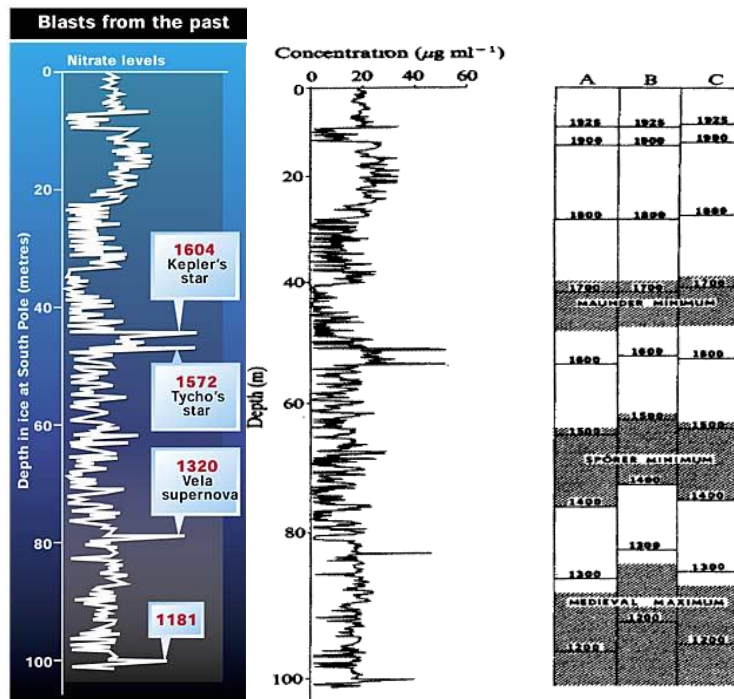 Blasts from the past
Nitrate levels
0
20
40
60
80
100
Depth in ice at South Pole (metres)
1604
Kepler's
star
1572
Tycho's
star
1320
Vela
supernova
1181
Concentration (μg ml⁻¹)
0 20 40 60
0
20
40
60
80
100
Depth (m)
A B C
1925 1925 1925
1900 1900 1900
1800 1800 1800
1700 1700 1700
MAUNDER MINIMUM
1600 1600 1600
1500 1500 1500
SPÖRER MINIMUM
1400 1400 1400
1300 1300 1300
MEDIEVAL MAXIMUM
1200 1200 1200